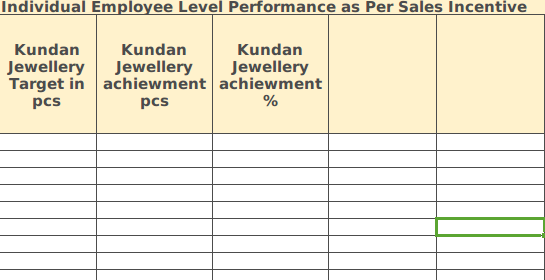 Individual Employee Level Performance as Per Sales Incentive
Kundan
Jewellery
Target in
pcs
Kundan
Jewellery
achiewment
pcs
Kundan
Jewellery
achiewment
%